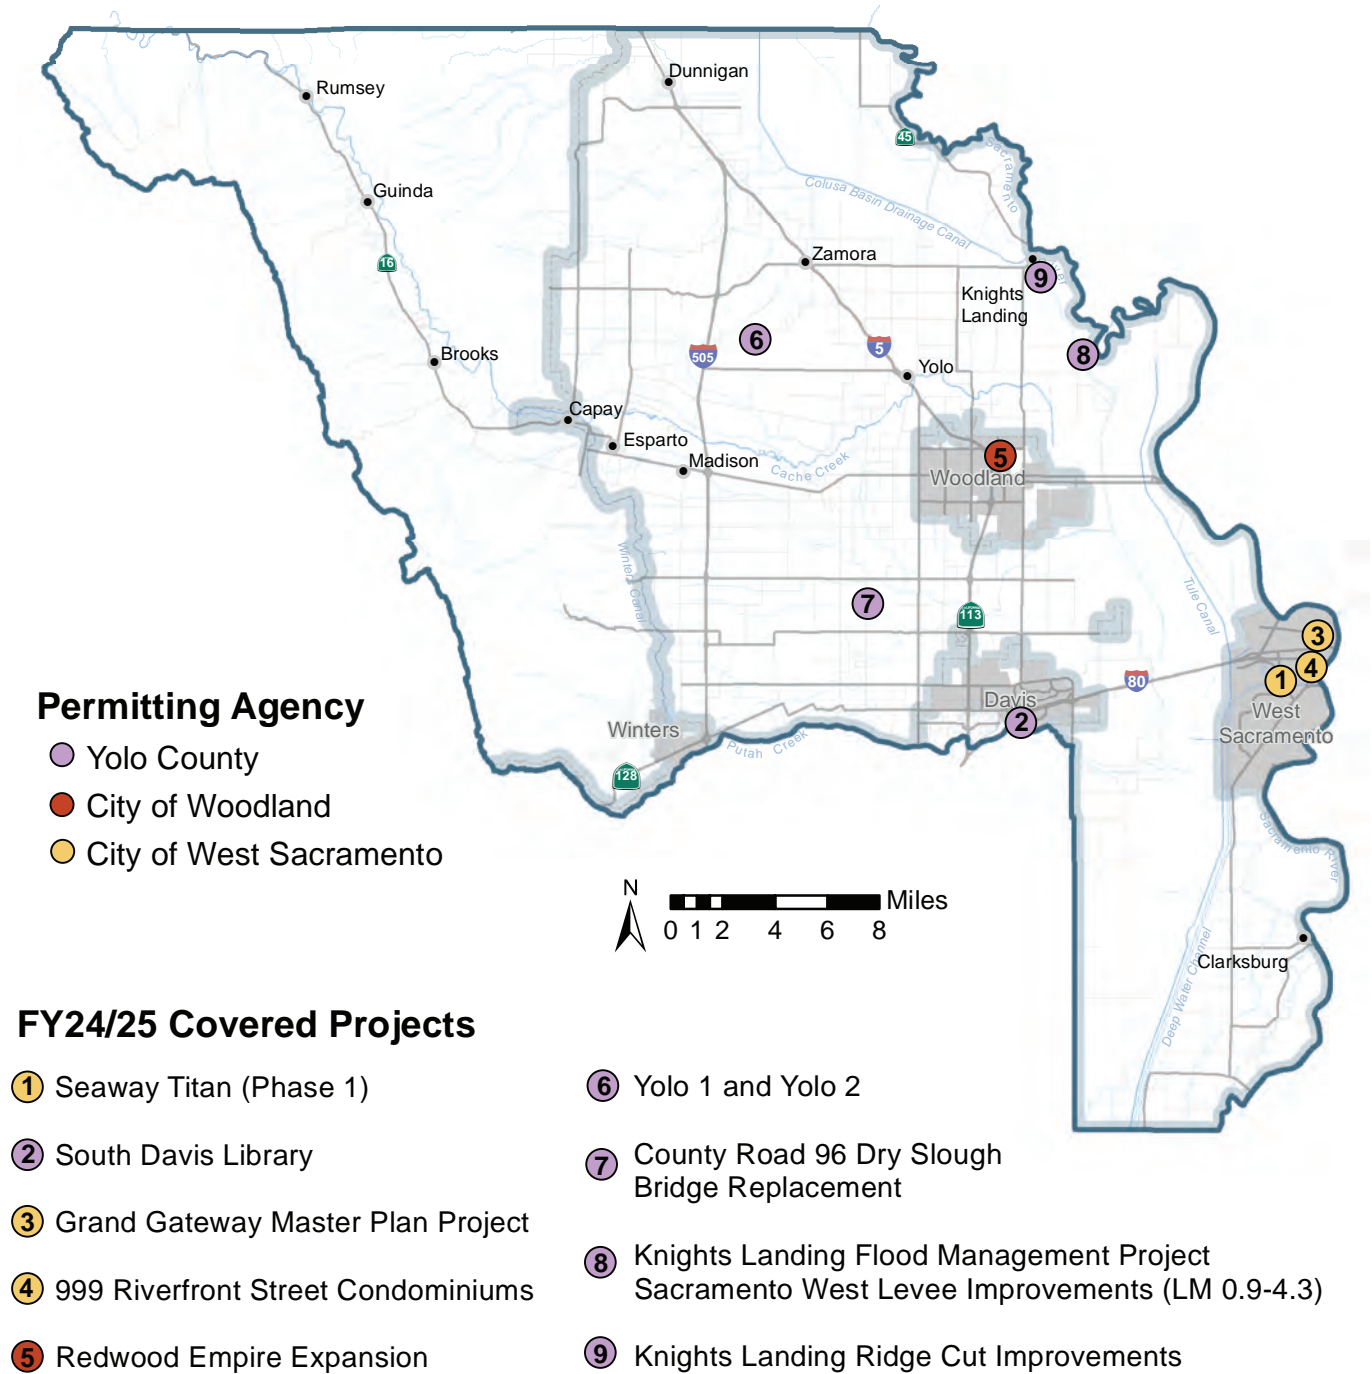 Rumsey
Dunnigan
45
Sacramento
River
Guinda
Colusa Basin Drainage Canal
16
Zamora
9
Knights
Landing
6
505
5
8
Brooks
Yolo
Capay
Esparto
Madison
Cache Creek
5
Woodland
Winters Canal
Tule Canal
7
113
3
4
1
80
Davis
2
West
Sacramento
Winters
Putah Creek
128
Permitting Agency
Yolo County
City of Woodland
City of West Sacramento
Sacramento River
N
Miles
0 1 2 4 6 8
Clarksburg
Deep Water Channel
FY24/25 Covered Projects
1 Seaway Titan (Phase 1)
2 South Davis Library
3 Grand Gateway Master Plan Project
4 999 Riverfront Street Condominiums
5 Redwood Empire Expansion
6 Yolo 1 and Yolo 2
7 County Road 96 Dry Slough
Bridge Replacement
8 Knights Landing Flood Management Project
Sacramento West Levee Improvements (LM 0.9-4.3)
9 Knights Landing Ridge Cut Improvements